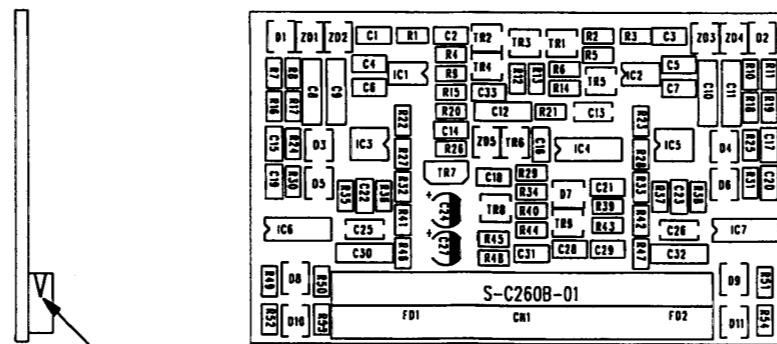 D1 ZD1 ZD2 C1 R1 C2 TR2 TR3 TR1 R2 R3 C3 ZD3 ZD4 D2
R4 R5
R7 R8 C4 IC1 R9 TR4 R12 R13 R6 TR5 IC2 C5 R10 R11
C6 R15 C33 R14 C7
R16 R17 C8 C9 C10 C11 R18 R19
R22 R20 C12 R21 C13 R23
C14
C15 R24 D3 IC3 R27 R26 ZD5 TR6 C16 IC4 R28 IC5 D4 R25 C17
TR7
C19 R30 D5 R35 C22 R36 R32 C18 R29 R34 D7 C21 R33 R37 C23 R38 D6 R31 C20
C24 TR8 R40 R39
IC6 C25 R41 R44 TR9 R43 R42 C26 IC7
C27 R45
C30 R46 R48 C31 C28 C29 R47 C32
R49 D8 R50 S-C260B-01 D9 R51
R52 D10 R53 FD1 CN1 FD2 D11 R54